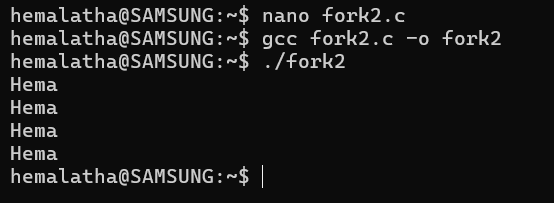 hemalatha@SAMSUNG:~$ nano fork2.c
hemalatha@SAMSUNG:~$ gcc fork2.c -o fork2
hemalatha@SAMSUNG:~$ ./fork2
Hema
Hema
Hema
Hema
hemalatha@SAMSUNG:~$